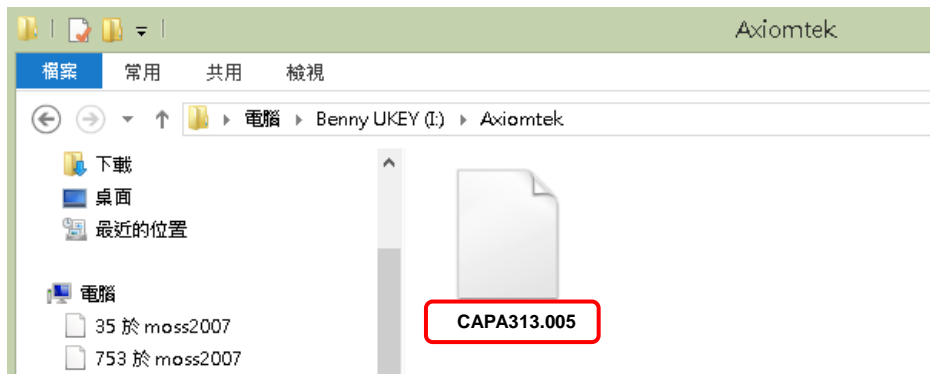 Axiomtek
檔案 常用 共用 檢視
電腦 Benny UKEY (I:) Axiomtek
下載
桌面
最近的位置
電腦
35 於 moss2007
753 於 moss2007
CAPA313.005